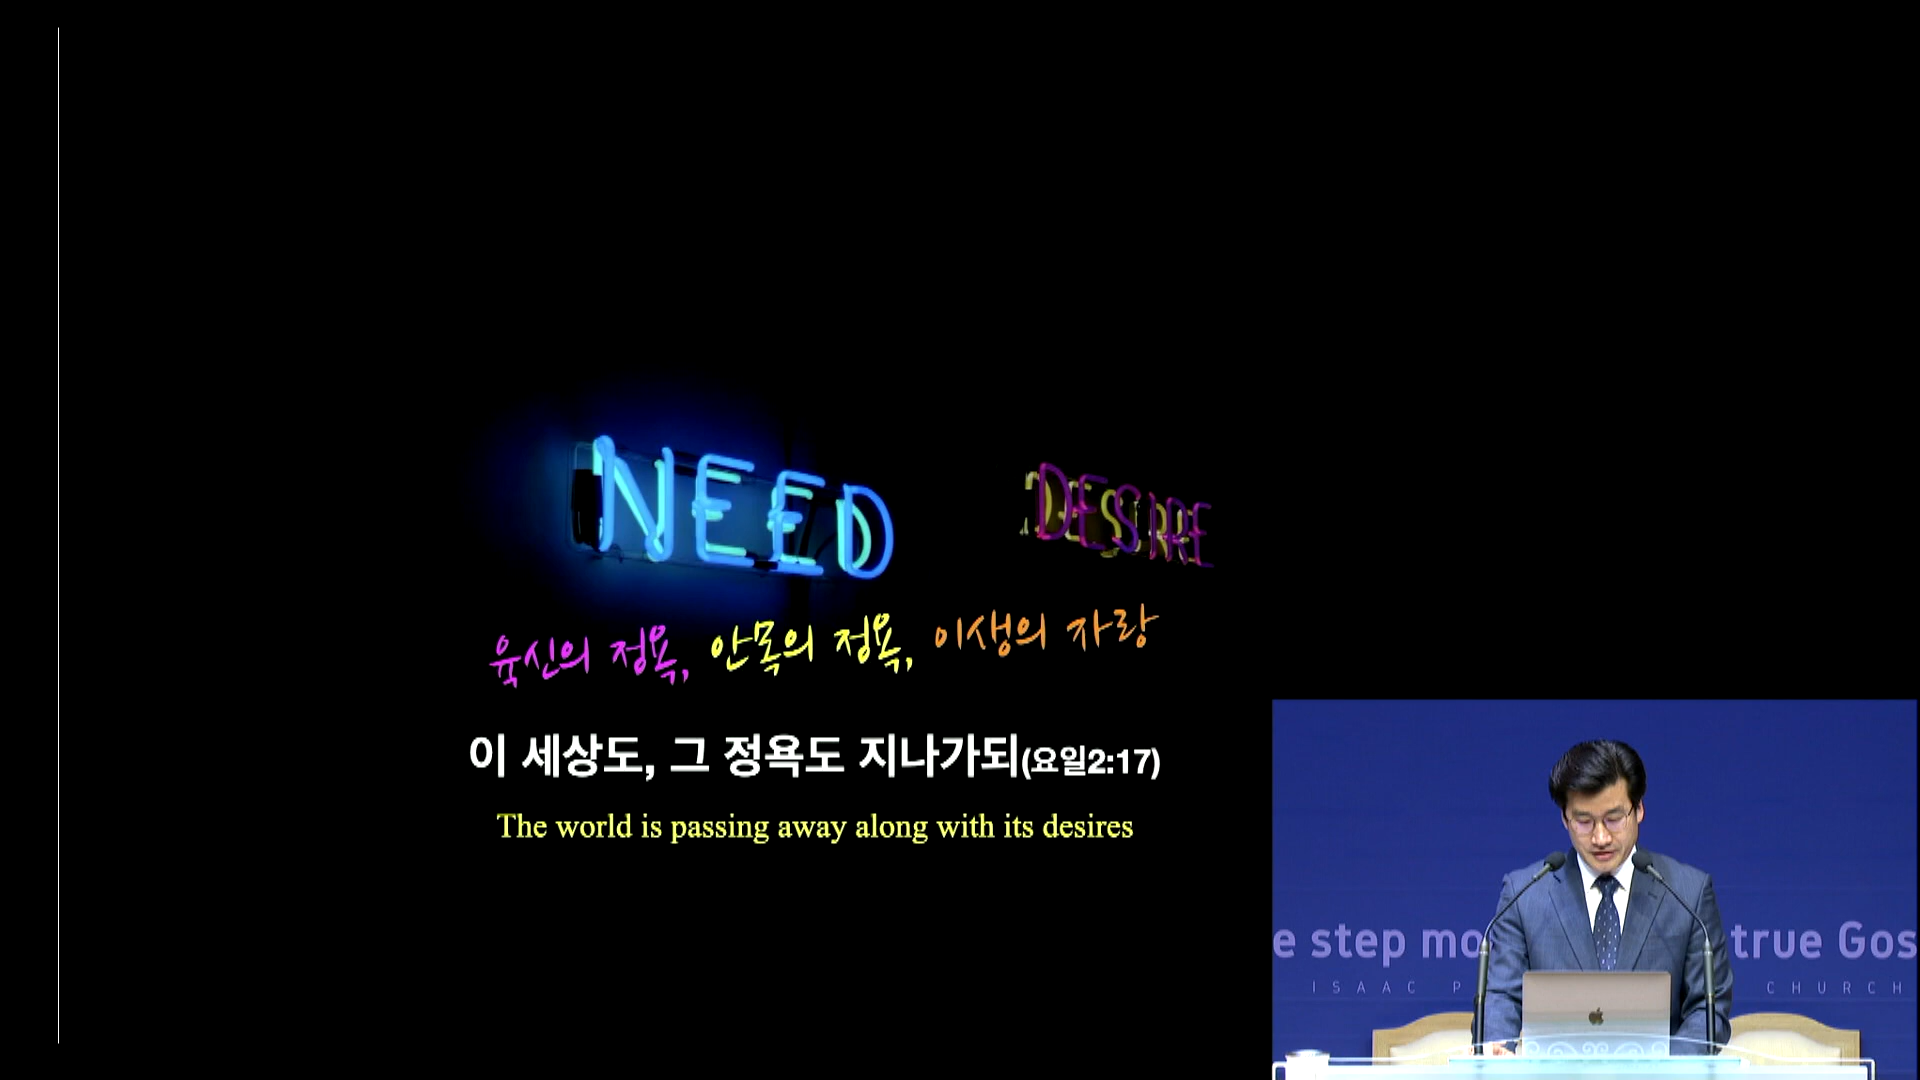 NEED
DESIRE
육신의 정욕, 안목의 정욕, 이생의 자랑
이 세상도, 그 정욕도 지나가되(요일2:17)
The world is passing away along with its desires
e step mo true Gos
ISAAC P CHURCH